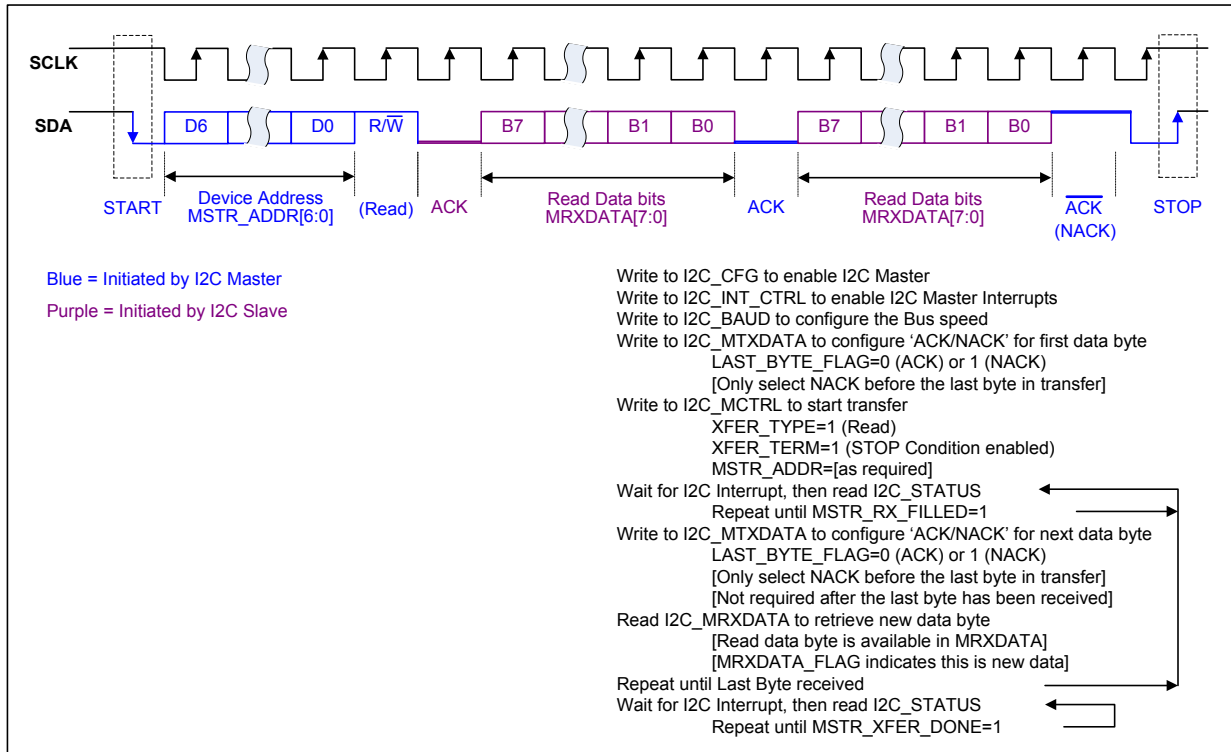 SCLK
SDA
D6
D0
R/W̅
B7
B1
B0
B7
B1
B0
START
Device Address
MSTR_ADDR[6:0]
(Read)
ACK
Read Data bits
MRXDATA[7:0]
ACK
Read Data bits
MRXDATA[7:0]
A̅C̅K̅
(NACK)
STOP
Blue = Initiated by I2C Master
Purple = Initiated by I2C Slave
Write to I2C_CFG to enable I2C Master
Write to I2C_INT_CTRL to enable I2C Master Interrupts
Write to I2C_BAUD to configure the Bus speed
Write to I2C_MTXDATA to configure ‘ACK/NACK’ for first data byte
LAST_BYTE_FLAG=0 (ACK) or 1 (NACK)
[Only select NACK before the last byte in transfer]
Write to I2C_MCTRL to start transfer
XFER_TYPE=1 (Read)
XFER_TERM=1 (STOP Condition enabled)
MSTR_ADDR=[as required]
Wait for I2C Interrupt, then read I2C_STATUS
Repeat until MSTR_RX_FILLED=1
Write to I2C_MTXDATA to configure ‘ACK/NACK’ for next data byte
LAST_BYTE_FLAG=0 (ACK) or 1 (NACK)
[Only select NACK before the last byte in transfer]
[Not required after the last byte has been received]
Read I2C_MRXDATA to retrieve new data byte
[Read data byte is available in MRXDATA]
[MRXDATA_FLAG indicates this is new data]
Repeat until Last Byte received
Wait for I2C Interrupt, then read I2C_STATUS
Repeat until MSTR_XFER_DONE=1